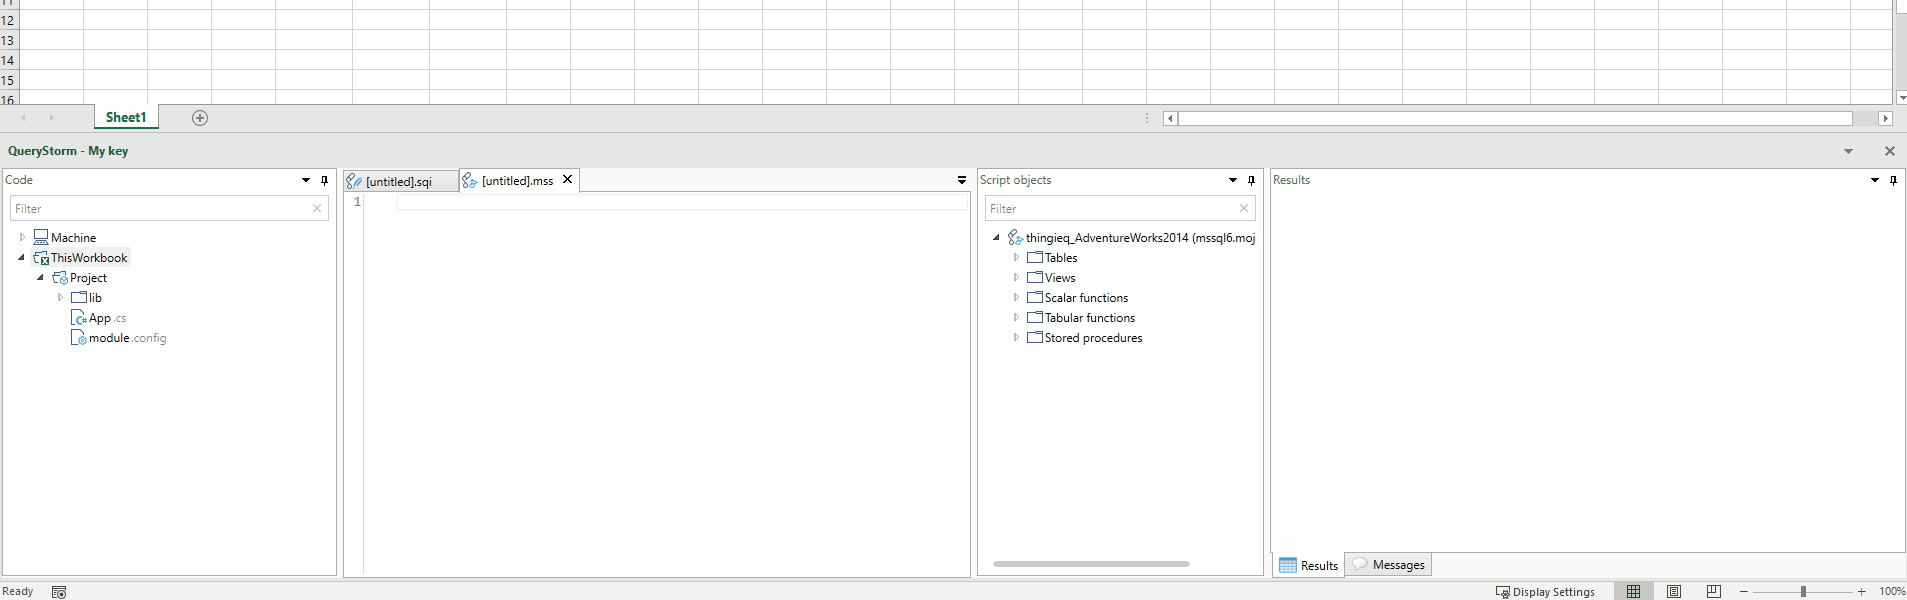 11
12
13
14
15
16
Sheet1
QueryStorm - My key
Code
Filter
Machine
ThisWorkbook
Project
lib
App.cs
module.config
[untitled].sqi
[untitled].mss
1
Script objects
Filter
thingieq_AdventureWorks2014 (mssql6.moj
Tables
Views
Scalar functions
Tabular functions
Stored procedures
Results
Results
Messages
Ready
Display Settings
100%